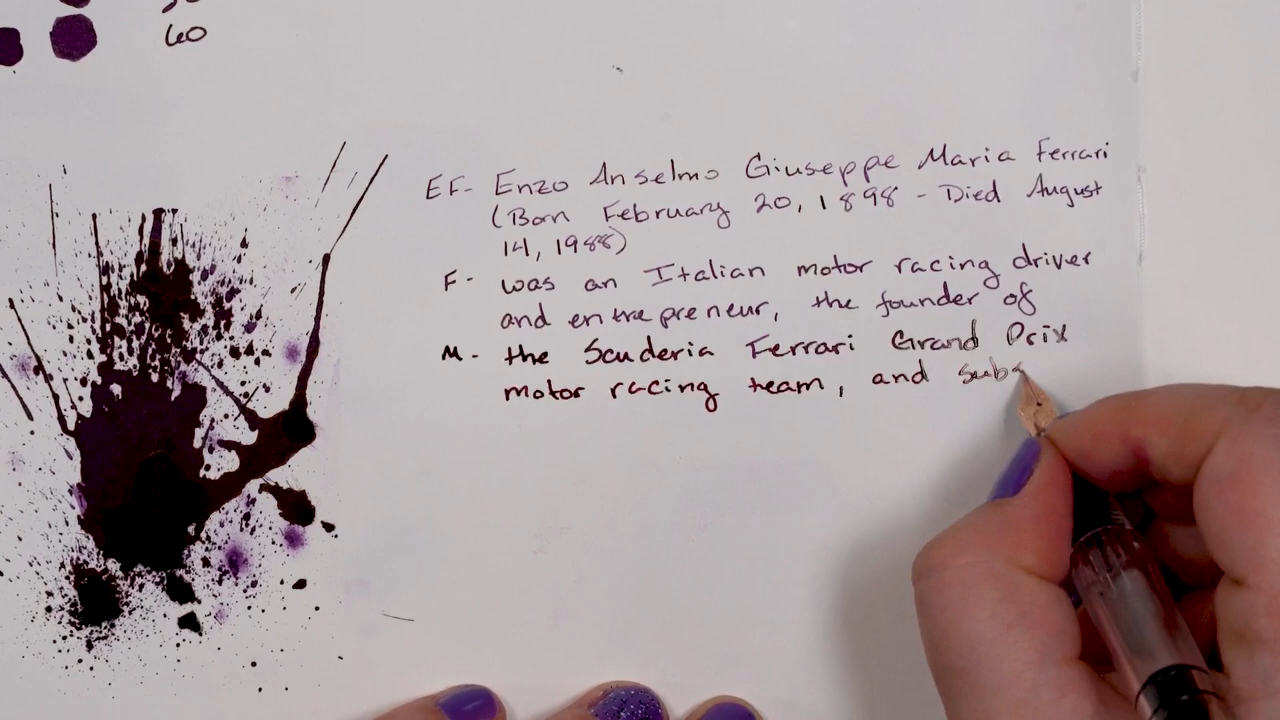 60
EF- Enzo Anselmo Giuseppe Maria Ferrari
(Born February 20, 1898 - Died August
14, 1988)
F- was an Italian motor racing driver
and entrepreneur, the founder of
M- the Scuderia Ferrari Grand Prix
motor racing team, and subs